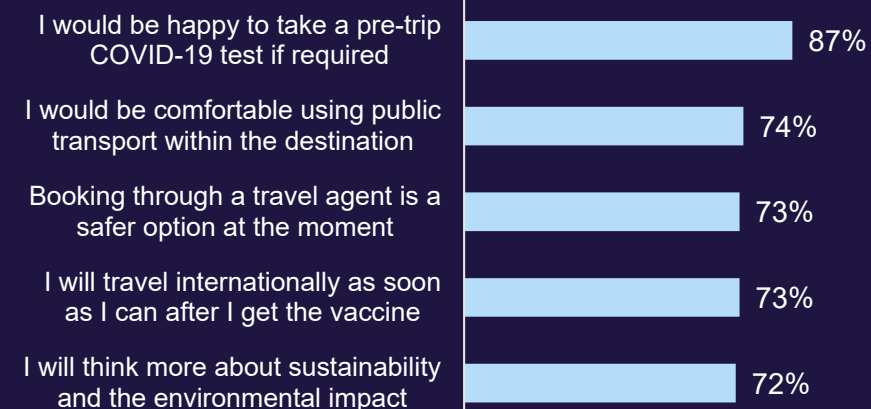 I would be happy to take a pre-trip
COVID-19 test if required
87%
I would be comfortable using public
transport within the destination
74%
Booking through a travel agent is a
safer option at the moment
73%
I will travel internationally as soon
as I can after I get the vaccine
73%
I will think more about sustainability
and the environmental impact
72%